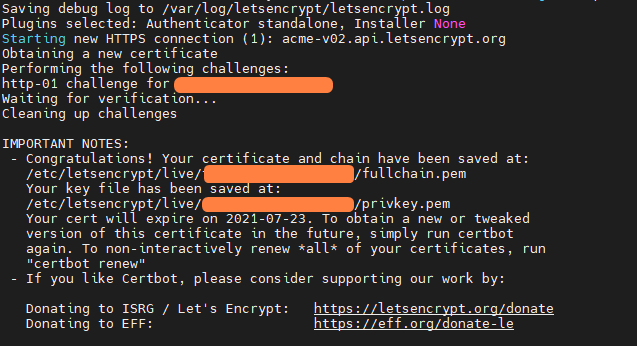 Saving debug log to /var/log/letsencrypt/letsencrypt.log
Plugins selected: Authenticator standalone, Installer None
Starting new HTTPS connection (1): acme-v02.api.letsencrypt.org
Obtaining a new certificate
Performing the following challenges:
http-01 challenge for
Waiting for verification...
Cleaning up challenges

IMPORTANT NOTES:
 - Congratulations! Your certificate and chain have been saved at:
   /etc/letsencrypt/live/ /fullchain.pem
   Your key file has been saved at:
   /etc/letsencrypt/live/ /privkey.pem
   Your cert will expire on 2021-07-23. To obtain a new or tweaked
   version of this certificate in the future, simply run certbot
   again. To non-interactively renew *all* of your certificates, run
   "certbot renew"
 - If you like Certbot, please consider supporting our work by:

   Donating to ISRG / Let's Encrypt:   https://letsencrypt.org/donate
   Donating to EFF:                    https://eff.org/donate-le